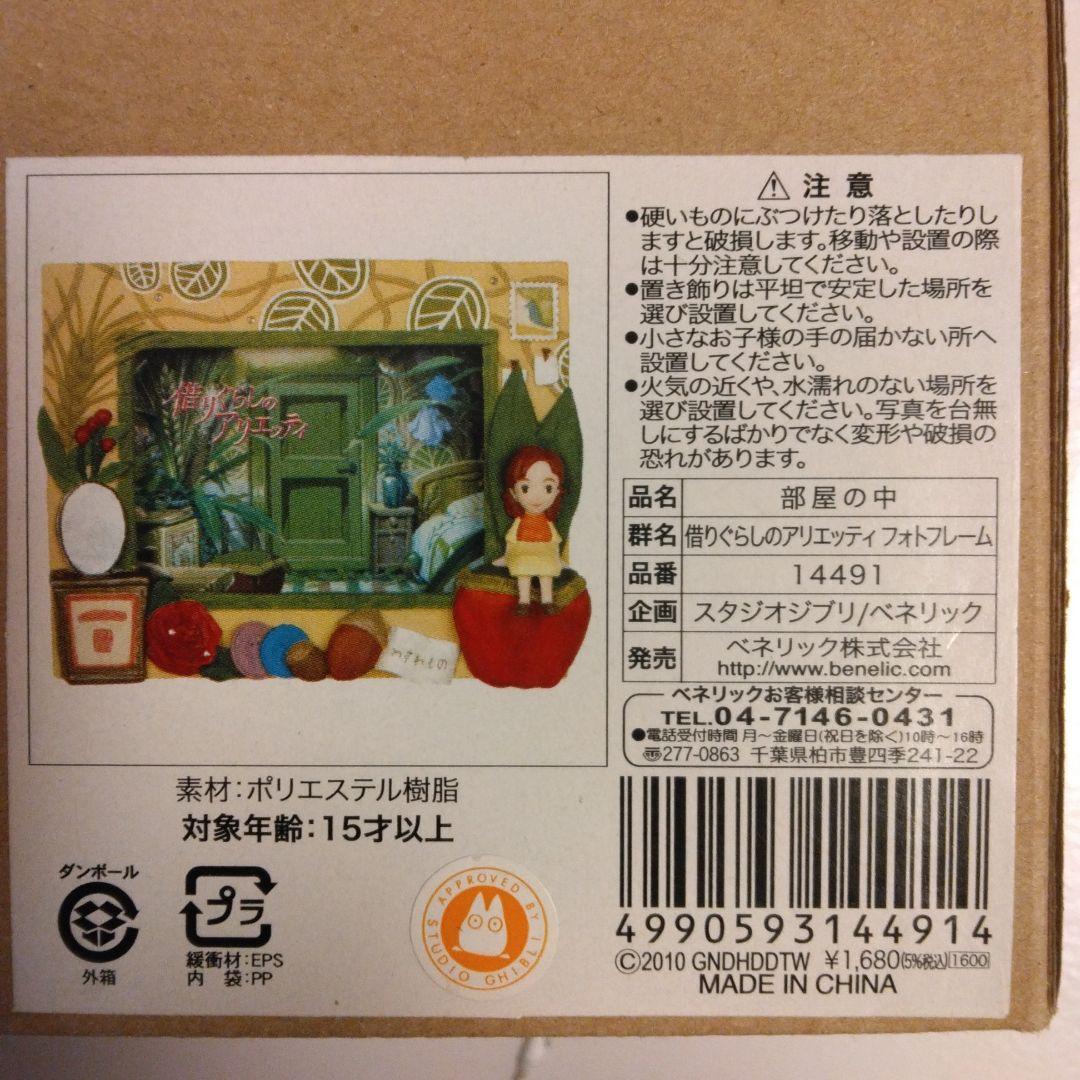 借りぐらしの
アリエッティ
わすれもの
素材:ポリエステル樹脂
対象年齢:15才以上
ダンボール
外箱
プラ
緩衝材:EPS
内 袋:PP
APPROVED BY
STUDIO GHIBLI
⚠ 注意
●硬いものにぶつけたり落としたりし
ますと破損します。移動や設置の際
は十分注意してください。
●置き飾りは平坦で安定した場所を
選び設置してください。
●小さなお子様の手の届かない所へ
設置してください。
●火気の近くや、水濡れのない場所を
選び設置してください。写真を台無
しにするばかりでなく変形や破損の
恐れがあります。
品名 部屋の中
群名 借りぐらしのアリエッティ フォトフレーム
品番 14491
企画 スタジオジブリ/ベネリック
発売 ベネリック株式会社
http://www.benelic.com
ベネリックお客様相談センター
TEL.04-7146-0431
●電話受付時間 月〜金曜日(祝日を除く)10時〜16時
〒277-0863 千葉県柏市豊四季241-22
4990593144914
©2010 GNDHDDTW ¥1,680(5%税込)1600
MADE IN CHINA